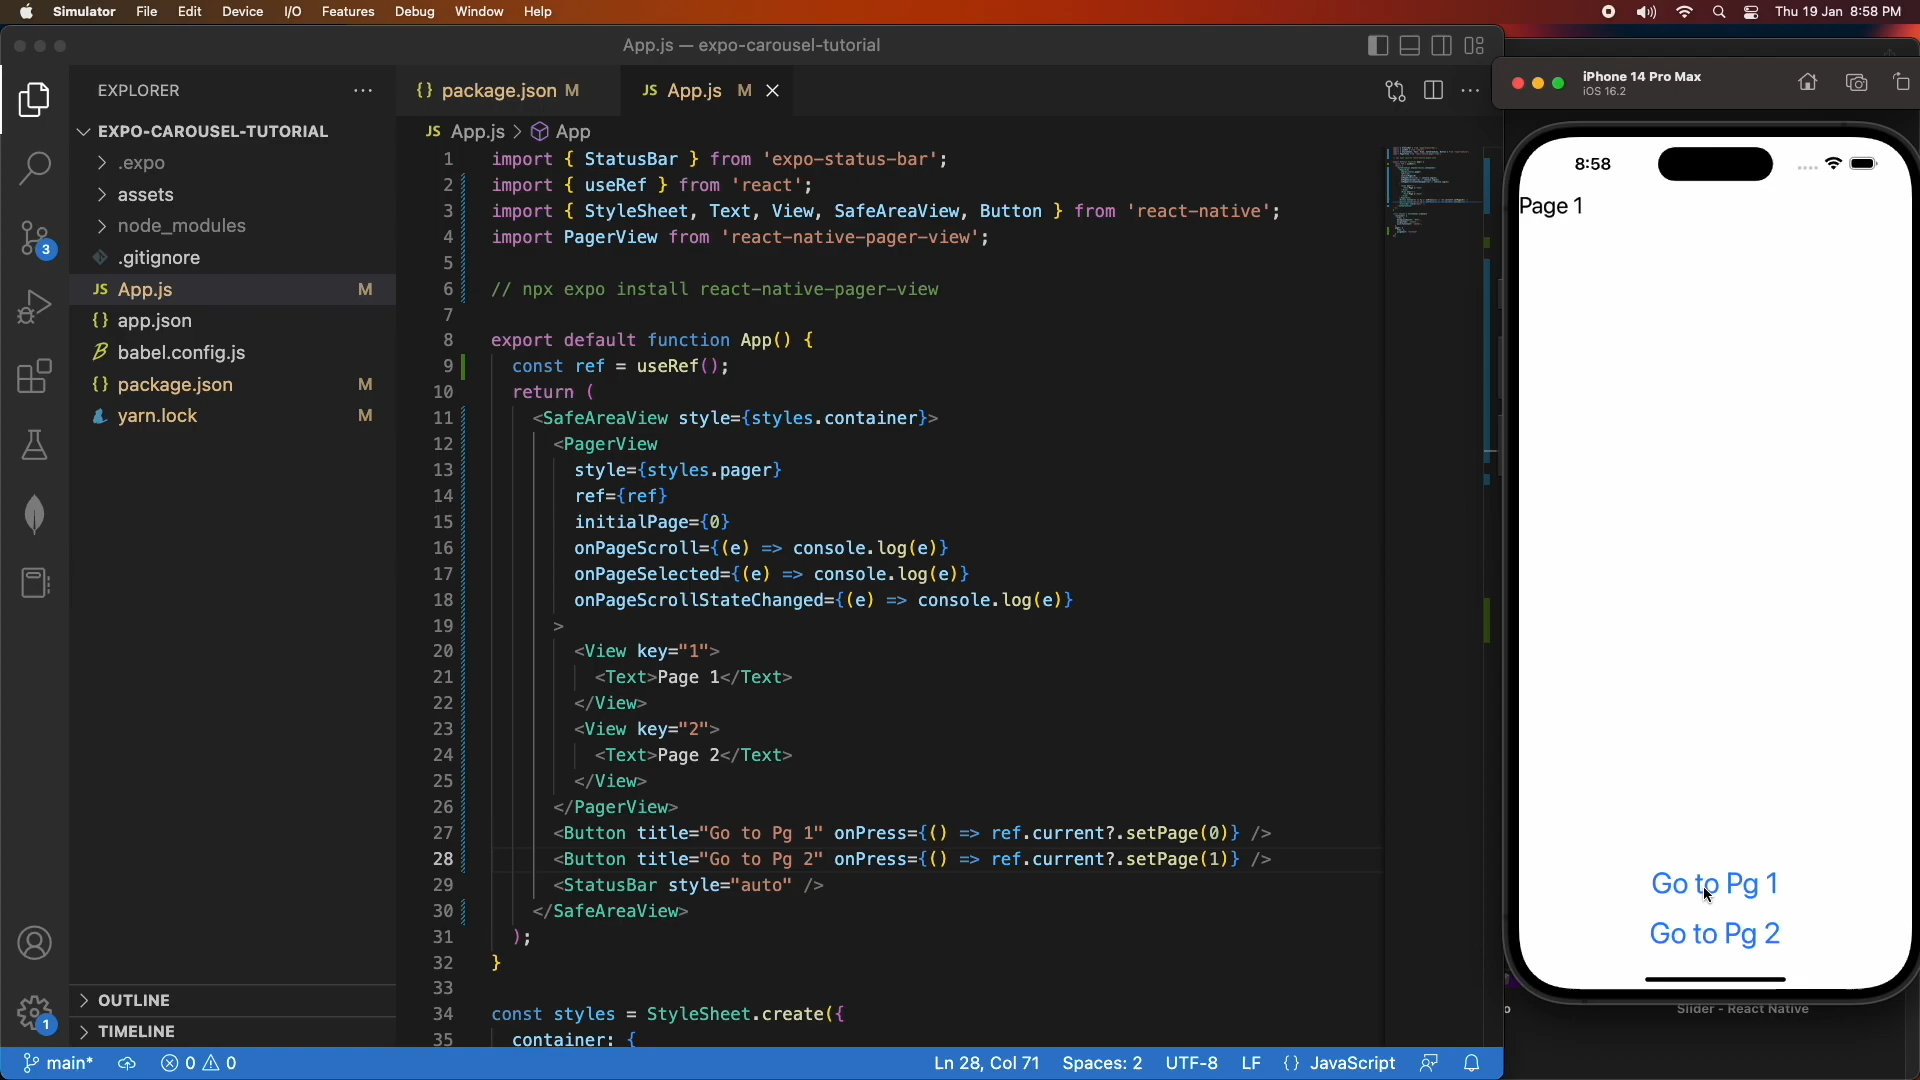 Simulator File Edit Device I/O Features Debug Window Help Thu 19 Jan 8:58 PM
App.js — expo-carousel-tutorial
EXPLORER
EXPO-CAROUSEL-TUTORIAL
.expo
assets
node_modules
.gitignore
JS App.js M
{} app.json
babel.config.js
{} package.json M
yarn.lock M
3
OUTLINE
TIMELINE
1
{} package.json M
JS App.js M
JS App.js > App
1 import { StatusBar } from 'expo-status-bar';
2 import { useRef } from 'react';
3 import { StyleSheet, Text, View, SafeAreaView, Button } from 'react-native';
4 import PagerView from 'react-native-pager-view';
5
6 // npx expo install react-native-pager-view
7
8 export default function App() {
9 const ref = useRef();
10 return (
11 <SafeAreaView style={styles.container}>
12 <PagerView
13 style={styles.pager}
14 ref={ref}
15 initialPage={0}
16 onPageScroll={(e) => console.log(e)}
17 onPageSelected={(e) => console.log(e)}
18 onPageScrollStateChanged={(e) => console.log(e)}
19 >
20 <View key="1">
21 <Text>Page 1</Text>
22 </View>
23 <View key="2">
24 <Text>Page 2</Text>
25 </View>
26 </PagerView>
27 <Button title="Go to Pg 1" onPress={() => ref.current?.setPage(0)} />
28 <Button title="Go to Pg 2" onPress={() => ref.current?.setPage(1)} />
29 <StatusBar style="auto" />
30 </SafeAreaView>
31 );
32 }
33
34 const styles = StyleSheet.create({
35 container: {
main* 0 0 Ln 28, Col 71 Spaces: 2 UTF-8 LF {} JavaScript
iPhone 14 Pro Max
iOS 16.2
8:58
Page 1
Go to Pg 1
Go to Pg 2
Slider - React Native